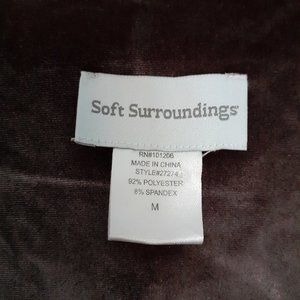 Soft Surroundings®
RN#101266
MADE IN CHINA
STYLE#27274
92% POLYESTER
8% SPANDEX
M